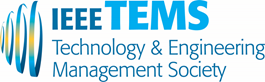 IEEE TEMS
Technology & Engineering
Management Society